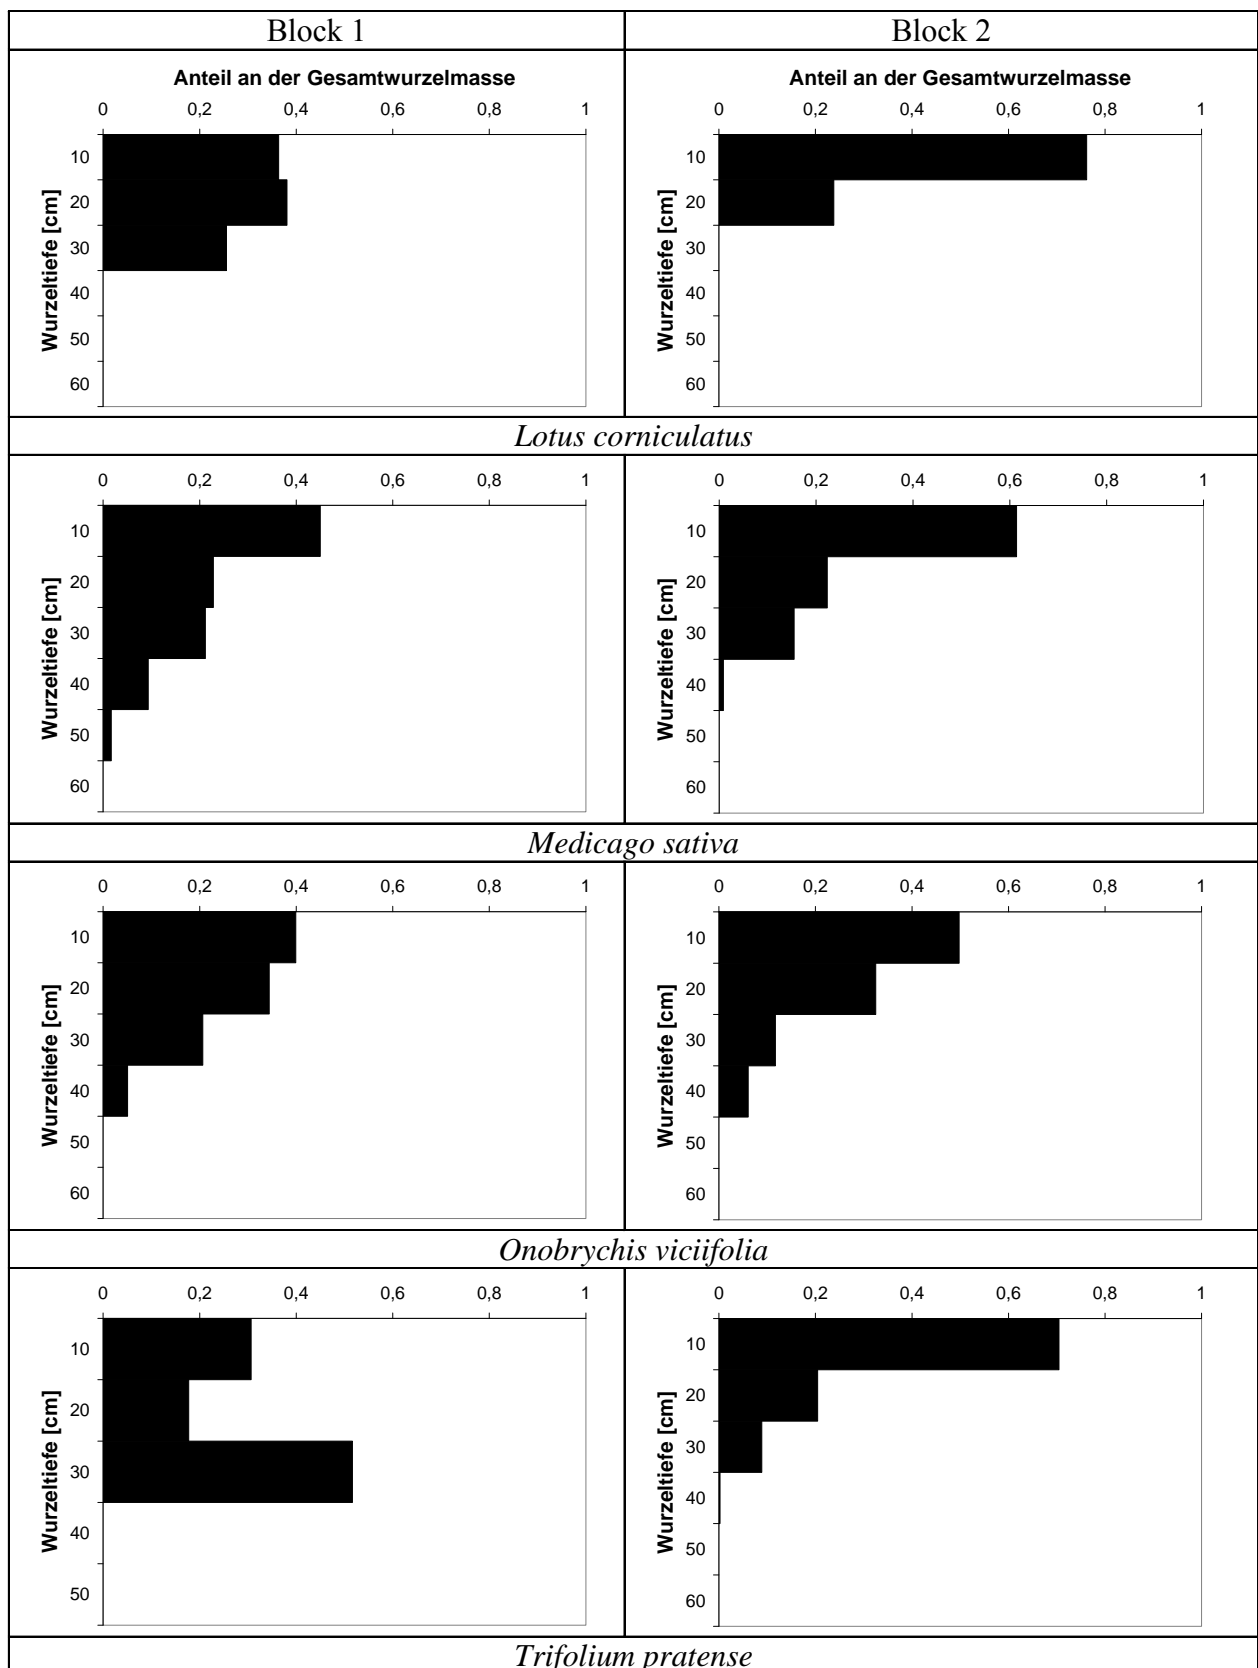 Block 1 Block 2
Anteil an der Gesamtwurzelmasse Anteil an der Gesamtwurzelmasse
0 0,2 0,4 0,6 0,8 1 0 0,2 0,4 0,6 0,8 1
Wurzeltiefe [cm] Wurzeltiefe [cm]
10 10
20 20
30 30
40 40
50 50
60 60
Lotus corniculatus
0 0,2 0,4 0,6 0,8 1 0 0,2 0,4 0,6 0,8 1
Wurzeltiefe [cm] Wurzeltiefe [cm]
10 10
20 20
30 30
40 40
50 50
60 60
Medicago sativa
0 0,2 0,4 0,6 0,8 1 0 0,2 0,4 0,6 0,8 1
Wurzeltiefe [cm] Wurzeltiefe [cm]
10 10
20 20
30 30
40 40
50 50
60 60
Onobrychis viciifolia
0 0,2 0,4 0,6 0,8 1 0 0,2 0,4 0,6 0,8 1
Wurzeltiefe [cm] Wurzeltiefe [cm]
10 10
20 20
30 30
40 40
50 50
60
Trifolium pratense